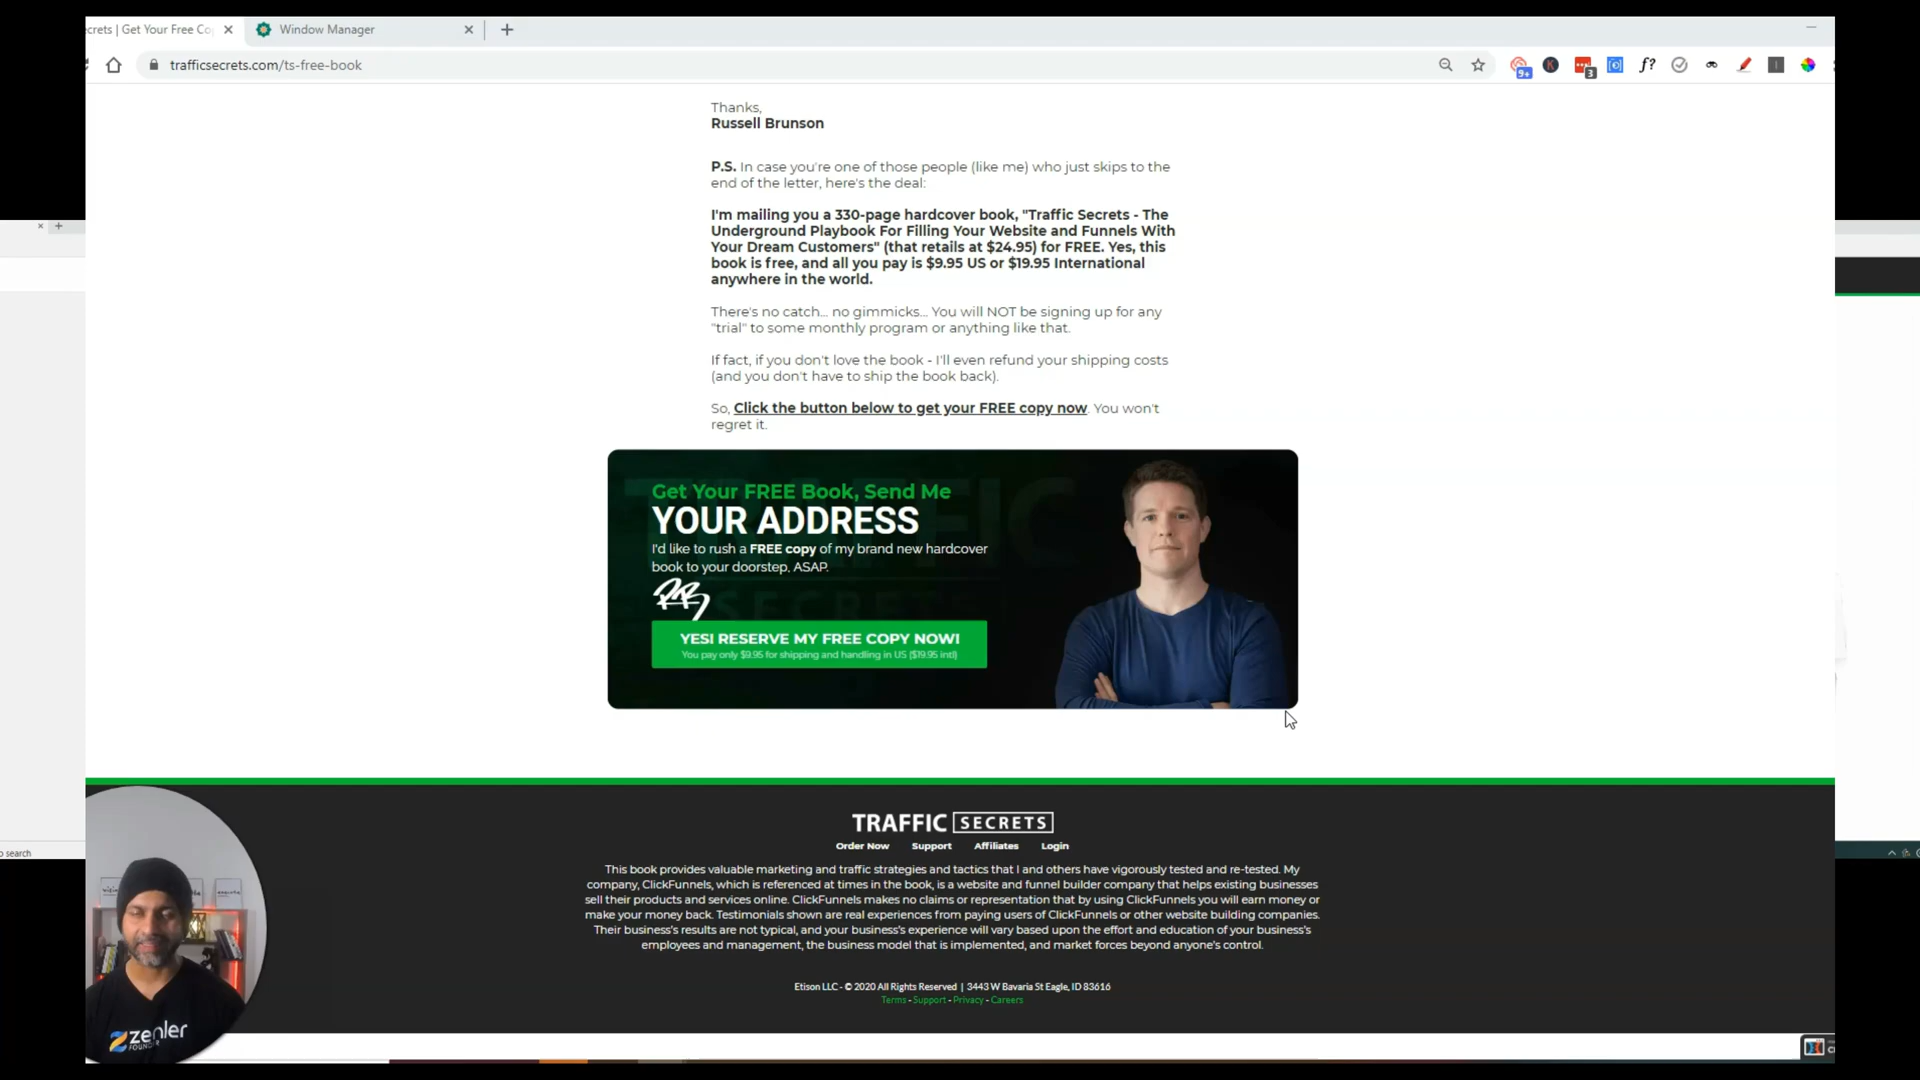 crets | Get Your Free Co
Window Manager
trafficsecrets.com/ts-free-book
9+
K
3
f?
Thanks,
Russell Brunson
P.S. In case you're one of those people (like me) who just skips to the
end of the letter, here's the deal:
I'm mailing you a 330-page hardcover book, "Traffic Secrets - The
Underground Playbook For Filling Your Website and Funnels With
Your Dream Customers" (that retails at $24.95) for FREE. Yes, this
book is free, and all you pay is $9.95 US or $19.95 International
anywhere in the world.
There's no catch... no gimmicks... You will NOT be signing up for any
"trial" to some monthly program or anything like that.
If fact, if you don't love the book - I'll even refund your shipping costs
(and you don't have to ship the book back).
So, Click the button below to get your FREE copy now. You won't
regret it.
Get Your FREE Book, Send Me
YOUR ADDRESS
I'd like to rush a FREE copy of my brand new hardcover
book to your doorstep, ASAP.
YES! RESERVE MY FREE COPY NOW!
You pay only $9.95 for shipping and handling in US ($19.95 intl)
TRAFFIC SECRETS
Order Now Support Affiliates Login
This book provides valuable marketing and traffic strategies and tactics that I and others have vigorously tested and re-tested. My
company, ClickFunnels, which is referenced at times in the book, is a website and funnel builder company that helps existing businesses
sell their products and services online. ClickFunnels makes no claims or representation that by using ClickFunnels you will earn money or
make your money back. Testimonials shown are real experiences from paying users of ClickFunnels or other website building companies.
Their business's results are not typical, and your business's experience will vary based upon the effort and education of your business's
employees and management, the business model that is implemented, and market forces beyond anyone's control.
Etison LLC - © 2020 All Rights Reserved | 3443 W Bavaria St Eagle, ID 83616
Terms - Support - Privacy - Careers
o search
zenler